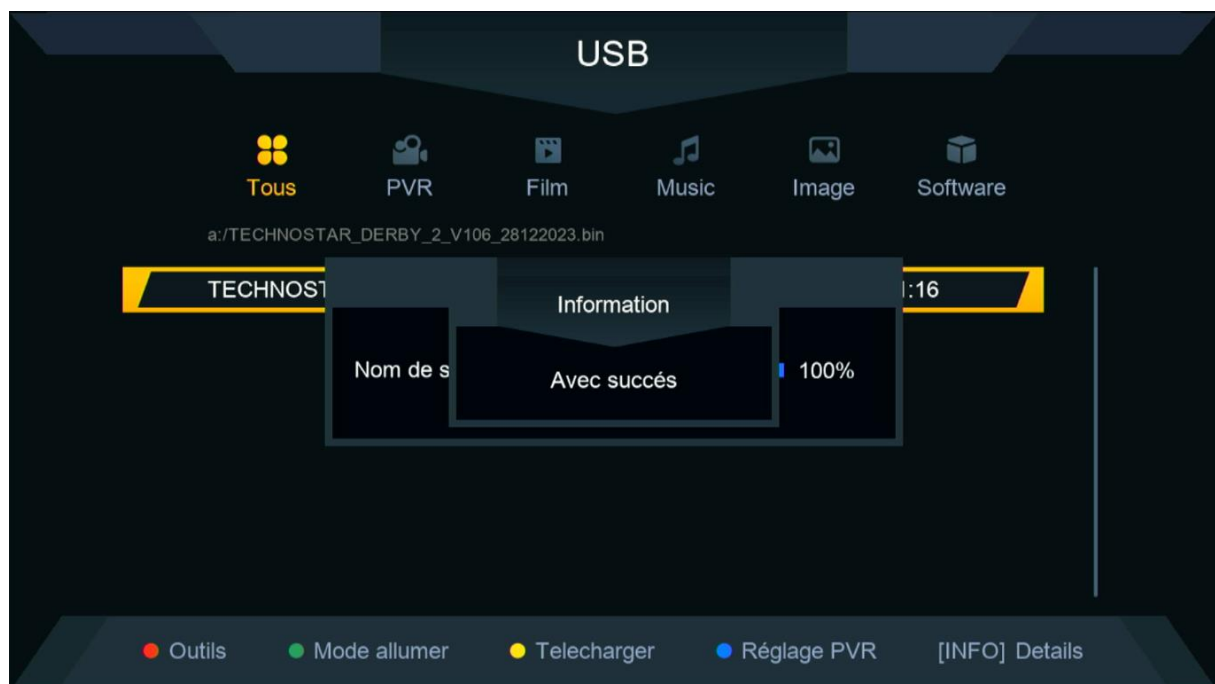 USB
Tous PVR Film Music Image Software
a:/TECHNOSTAR_DERBY_2_V106_28122023.bin
TECHNOST :16
Information
Nom de s 100%
Avec succés
Outils Mode allumer Telecharger Réglage PVR [INFO] Details